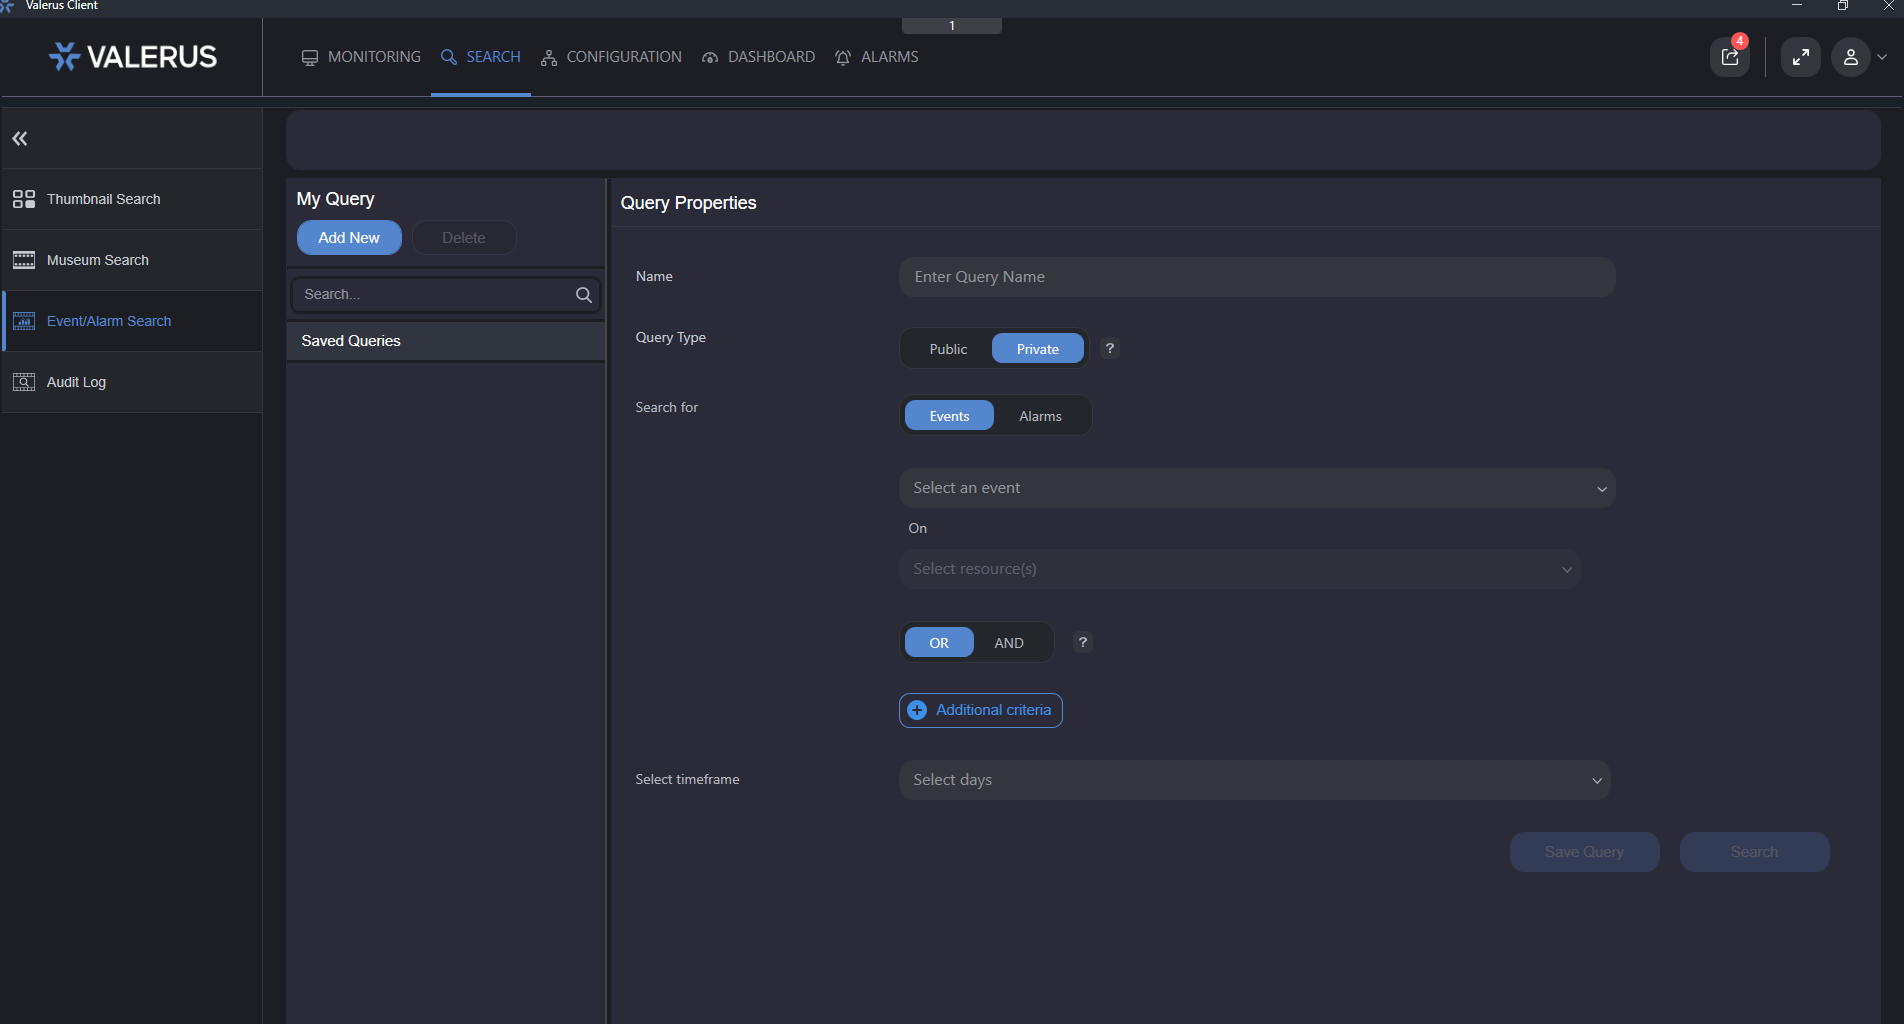 Valerus Client
1
VALERUS
MONITORING
SEARCH
CONFIGURATION
DASHBOARD
ALARMS
4
Thumbnail Search
Museum Search
Event/Alarm Search
Audit Log
My Query
Add New
Delete
Search...
Saved Queries
Query Properties
Name
Enter Query Name
Query Type
Public
Private
?
Search for
Events
Alarms
Select an event
On
Select resource(s)
OR
AND
?
Additional criteria
Select timeframe
Select days
Save Query
Search